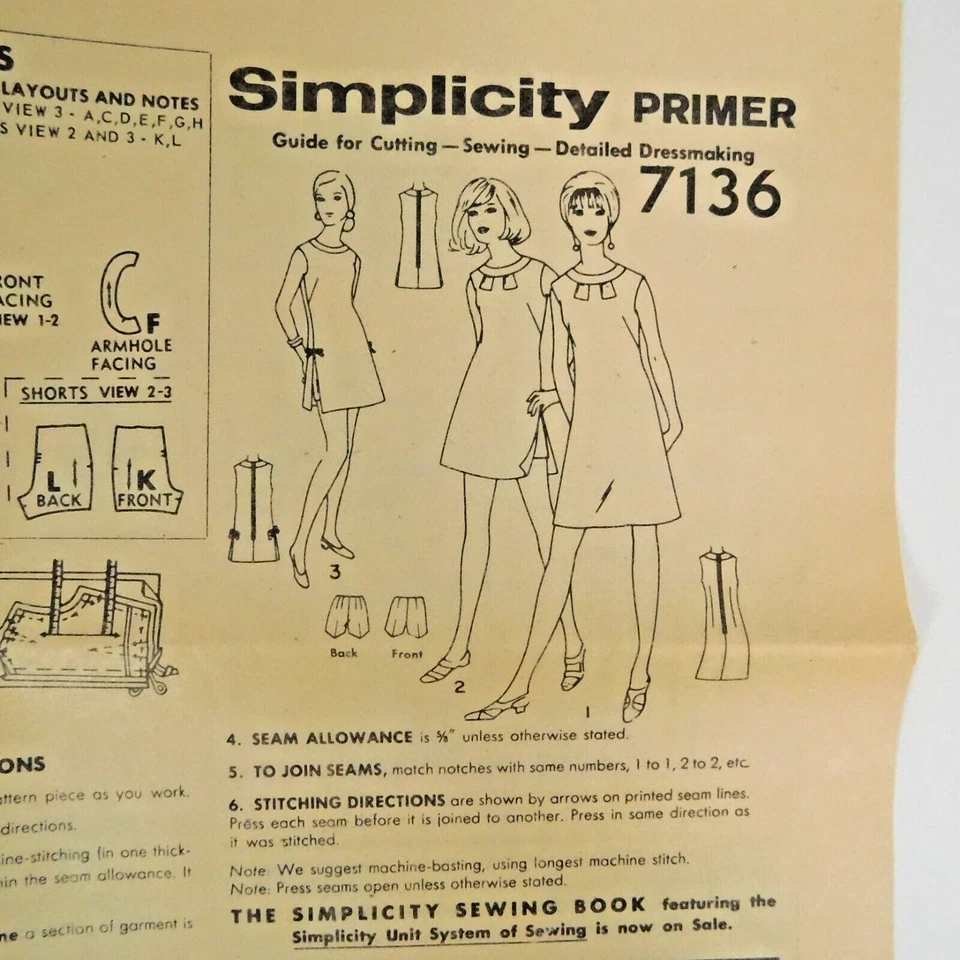 S
LAYOUTS AND NOTES
VIEW 3 - A,C,D,E,F,G,H
S VIEW 2 AND 3 - K,L
RONT
ACING
IEW 1-2
F
ARMHOLE
FACING
SHORTS VIEW 2-3
L
BACK
K
FRONT
ONS
attern piece as you work.
directions.
ine-stitching (in one thick-
hin the seam allowance. It
ne a section of garment is
Simplicity PRIMER
Guide for Cutting — Sewing — Detailed Dressmaking
7136
3
Back
Front
2
1
4. SEAM ALLOWANCE is ⅝" unless otherwise stated.
5. TO JOIN SEAMS, match notches with same numbers, 1 to 1, 2 to 2, etc.
6. STITCHING DIRECTIONS are shown by arrows on printed seam lines.
Press each seam before it is joined to another. Press in same direction as
it was stitched.
Note: We suggest machine-basting, using longest machine stitch.
Note: Press seams open unless otherwise stated.
THE SIMPLICITY SEWING BOOK featuring the
Simplicity Unit System of Sewing is now on Sale.